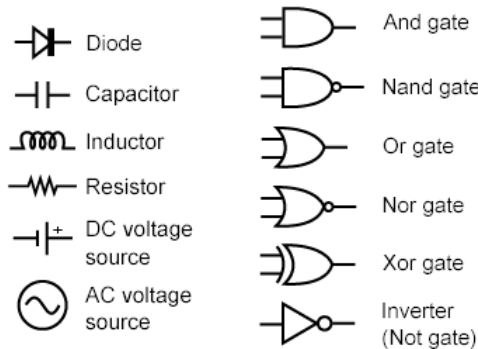 Diode
Capacitor
Inductor
Resistor
+
DC voltage
source
AC voltage
source
And gate
Nand gate
Or gate
Nor gate
Xor gate
Inverter
(Not gate)